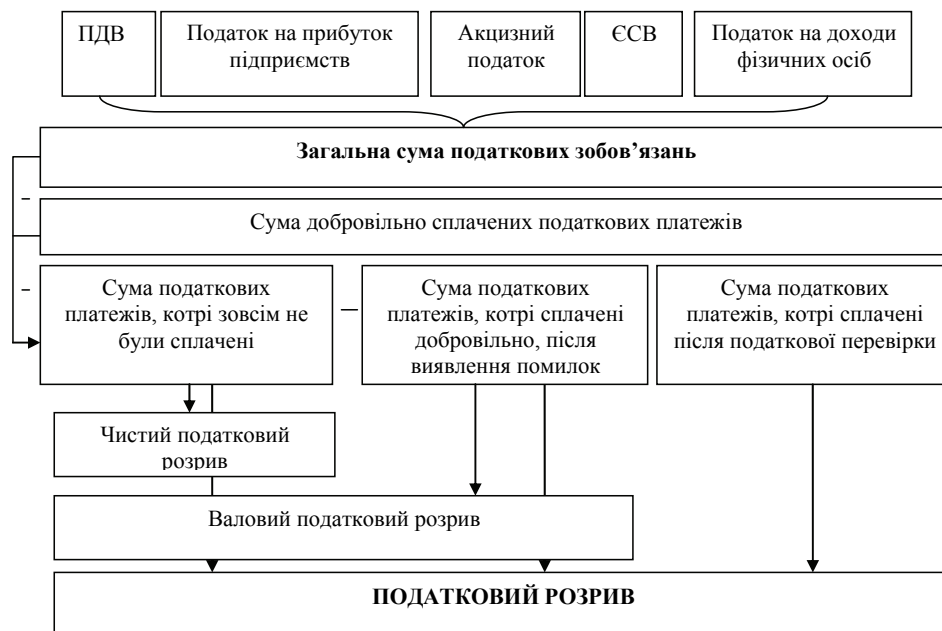 ПДВ
Податок на прибуток
підприємств
Акцизний
податок
ЄСВ
Податок на доходи
фізичних осіб
Загальна сума податкових зобов’язань
Сума добровільно сплачених податкових платежів
Сума податкових
платежів, котрі зовсім не
були сплачені
Сума податкових
платежів, котрі сплачені
добровільно, після
виявлення помилок
Сума податкових
платежів, котрі сплачені
після податкової перевірки
Чистий податковий
розрив
Валовий податковий розрив
ПОДАТКОВИЙ РОЗРИВ